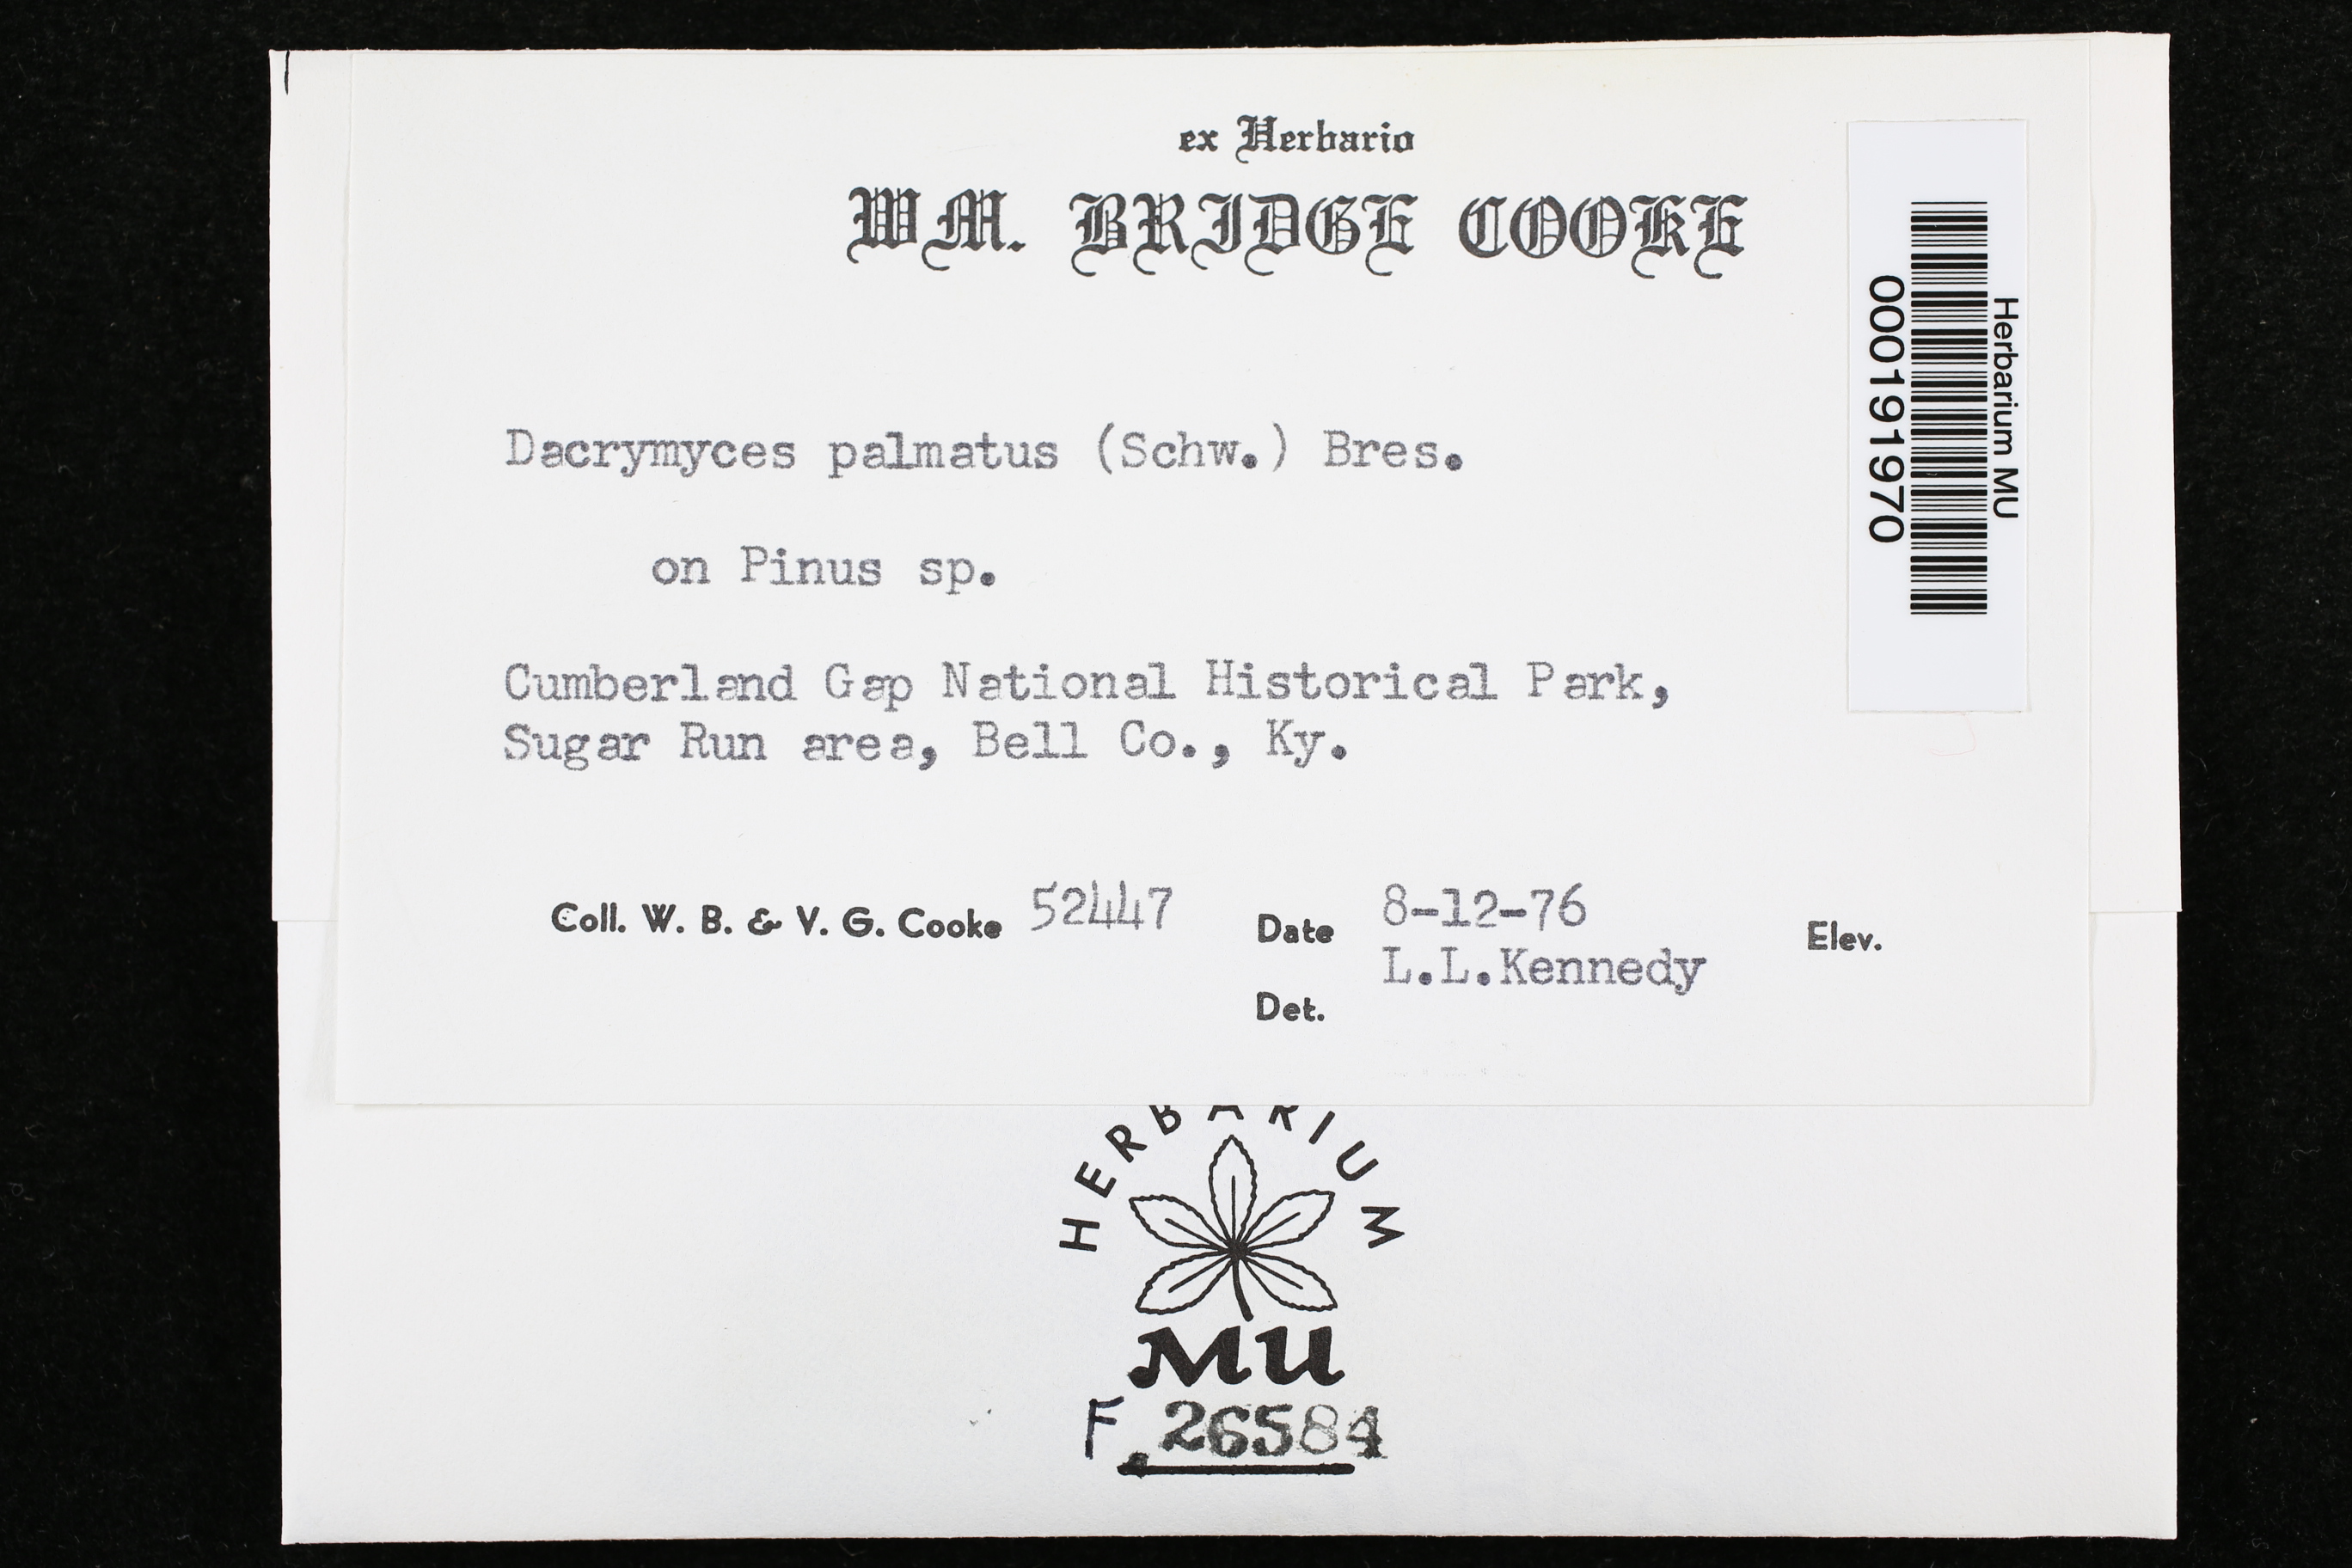 ex Herbario
WM. BRIDGE COOKE
Herbarium MU
000191970
Dacrymyces palmatus (Schw.) Bres.
on Pinus sp.
Cumberland Gap National Historical Park,
Sugar Run area, Bell Co., Ky.
Coll. W. B. & V. G. Cooke 52447 Date 8-12-76 Elev.
L.L.Kennedy
Det.
HERBARIUM
MU
F. 26584